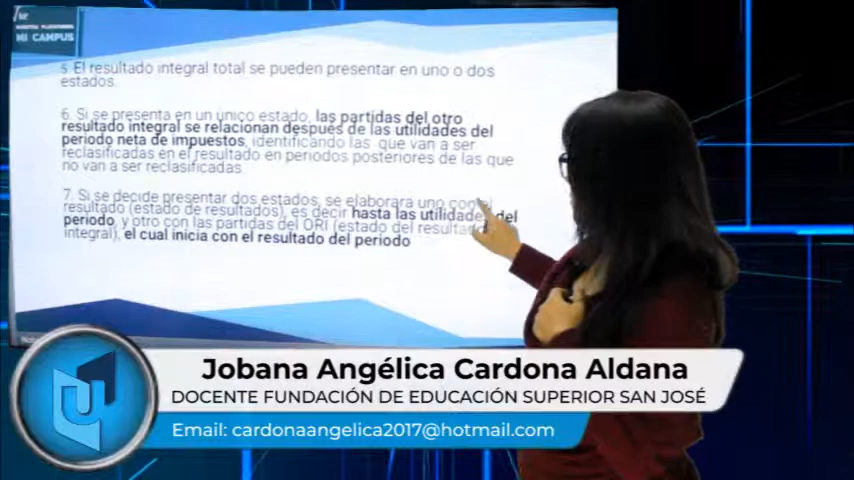 MI CAMPUS
5. El resultado integral total se pueden presentar en uno o dos
estados.
6. Si se presenta en un único estado, las partidas del otro
resultado integral se relacionan después de las utilidades del
periodo neta de impuestos, identificando las que van a ser
reclasificadas en el resultado en periodos posteriores de las que
no van a ser reclasificadas.
7. Si se decide presentar dos estados, se elaborara uno con el
resultado (estado de resultados), es decir hasta las utilidades del
periodo, y otro con las partidas del ORI (estado del resultado
integral), el cual inicia con el resultado del periodo
Jobana Angélica Cardona Aldana
DOCENTE FUNDACIÓN DE EDUCACIÓN SUPERIOR SAN JOSÉ
Email: cardonaangelica2017@hotmail.com